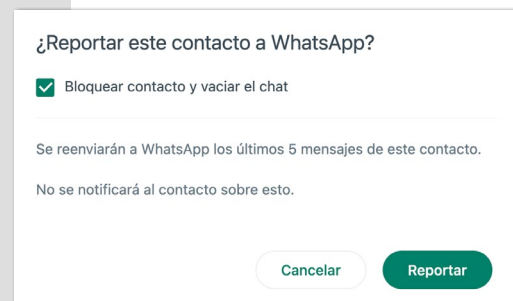 ¿Reportar este contacto a WhatsApp?
Bloquear contacto y vaciar el chat
Se reenviarán a WhatsApp los últimos 5 mensajes de este contacto.
No se notificará al contacto sobre esto.
Cancelar
Reportar